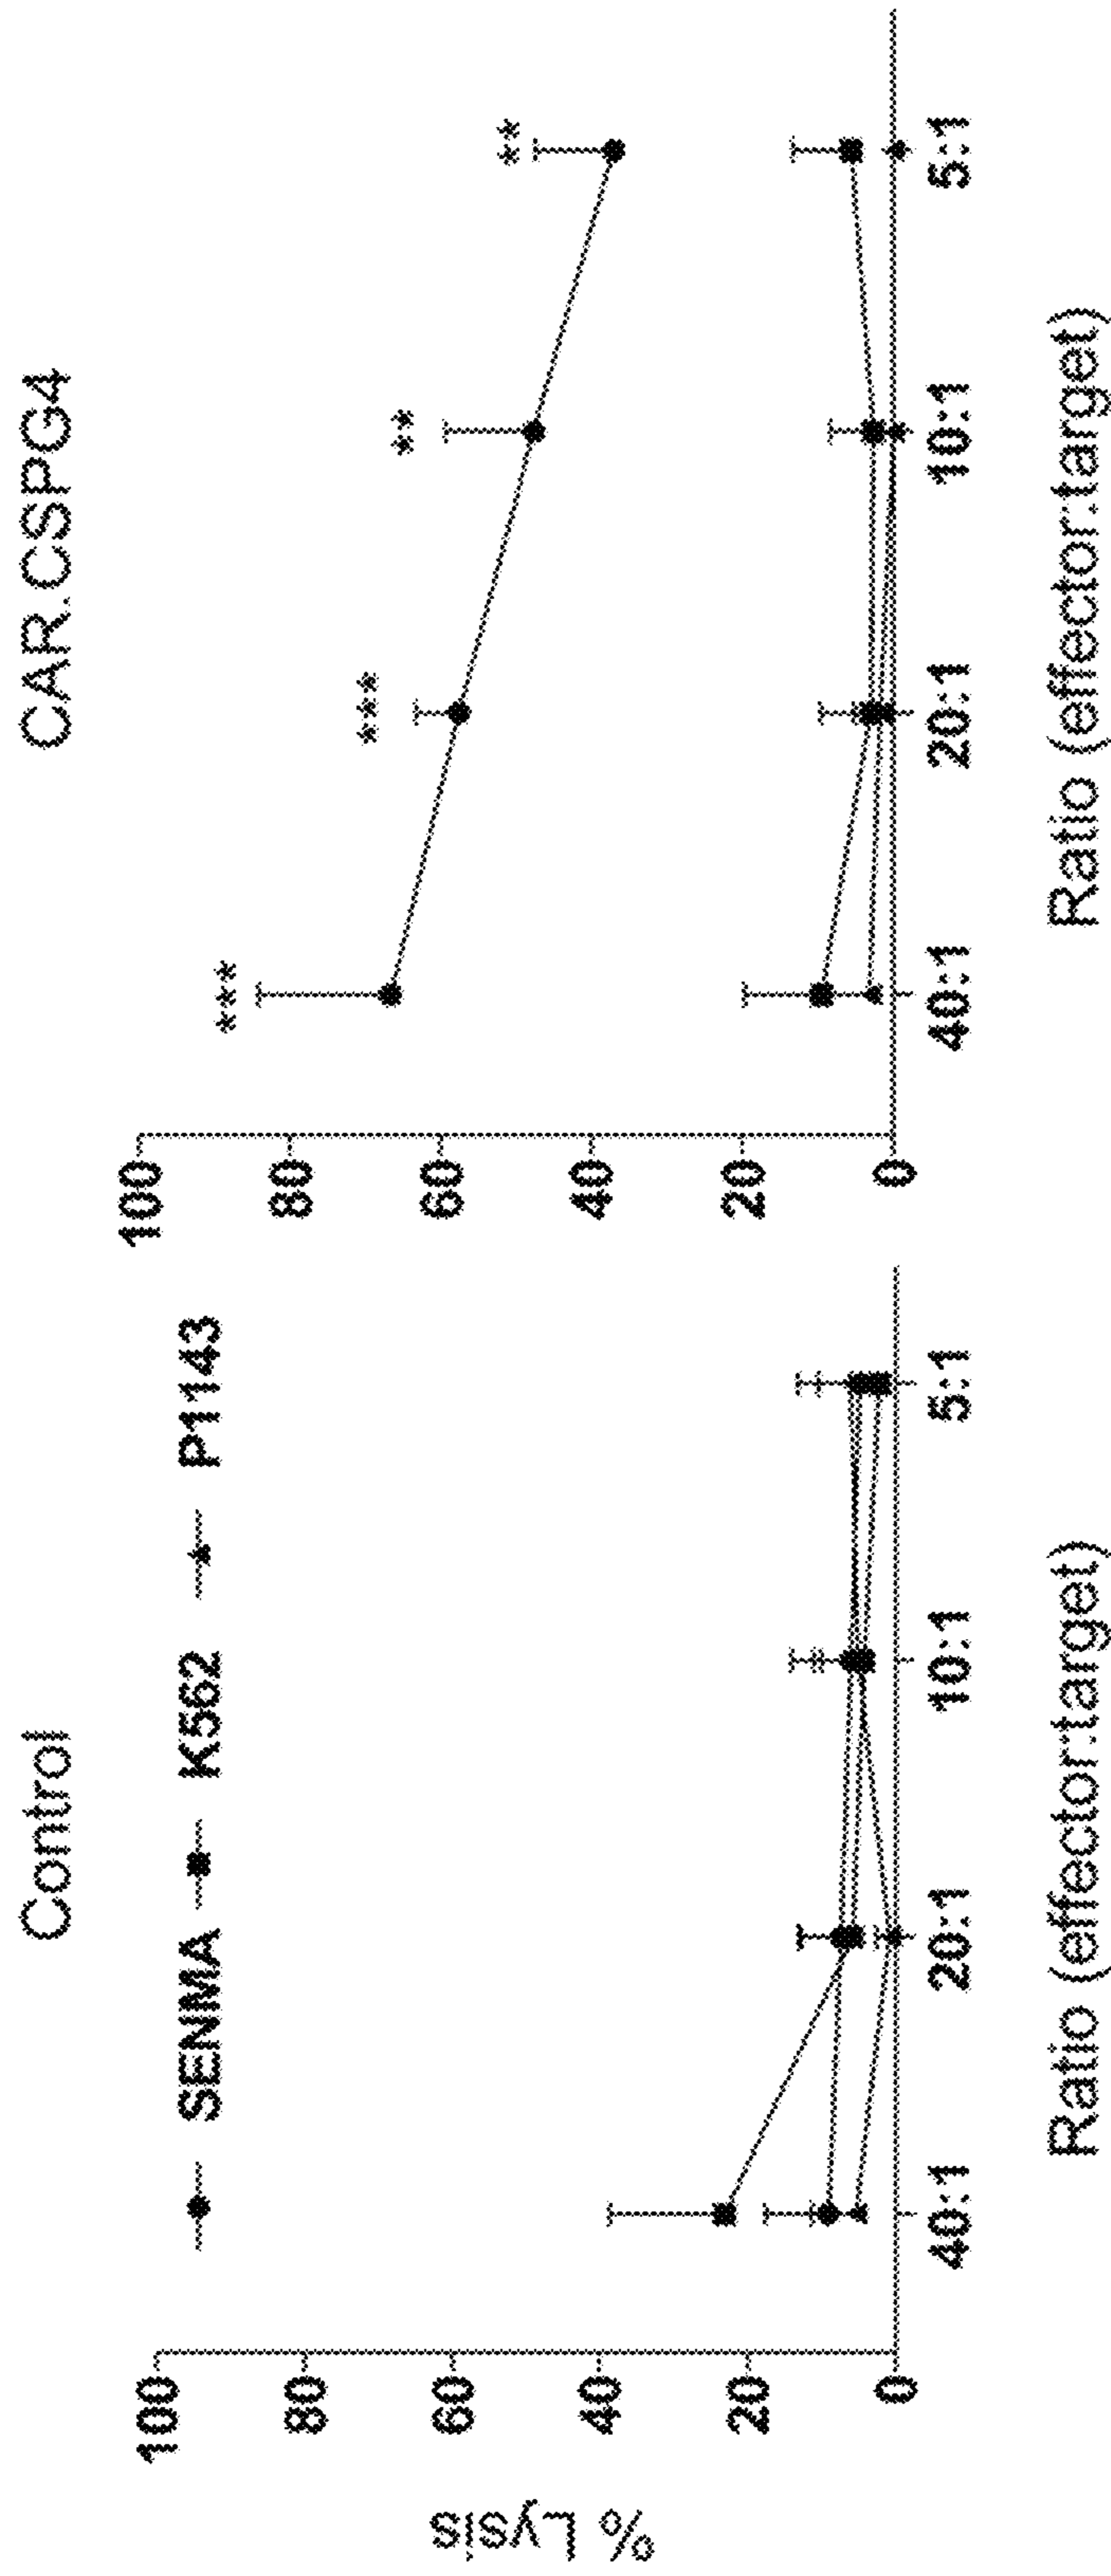 Control
CAR.CSPG4
SENMA K562 P1143
% Lysis
100
80
60
40
20
0
40:1 20:1 10:1 5:1
Ratio (effector:target)
100
80
60
40
20
0
***
***
**
**
40:1 20:1 10:1 5:1
Ratio (effector:target)